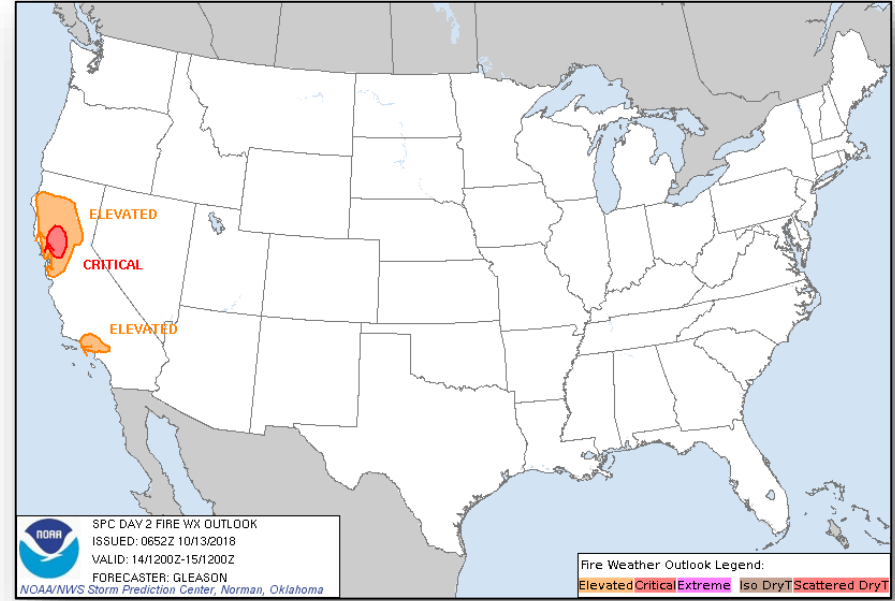 ELEVATED
CRITICAL
ELEVATED
NOAA
SPC DAY 2 FIRE WX OUTLOOK
ISSUED: 0652Z 10/13/2018
VALID: 14/1200Z-15/1200Z
FORECASTER: GLEASON
NOAA/NWS Storm Prediction Center, Norman, Oklahoma
Fire Weather Outlook Legend:
Elevated Critical Extreme Iso DryT Scattered DryT